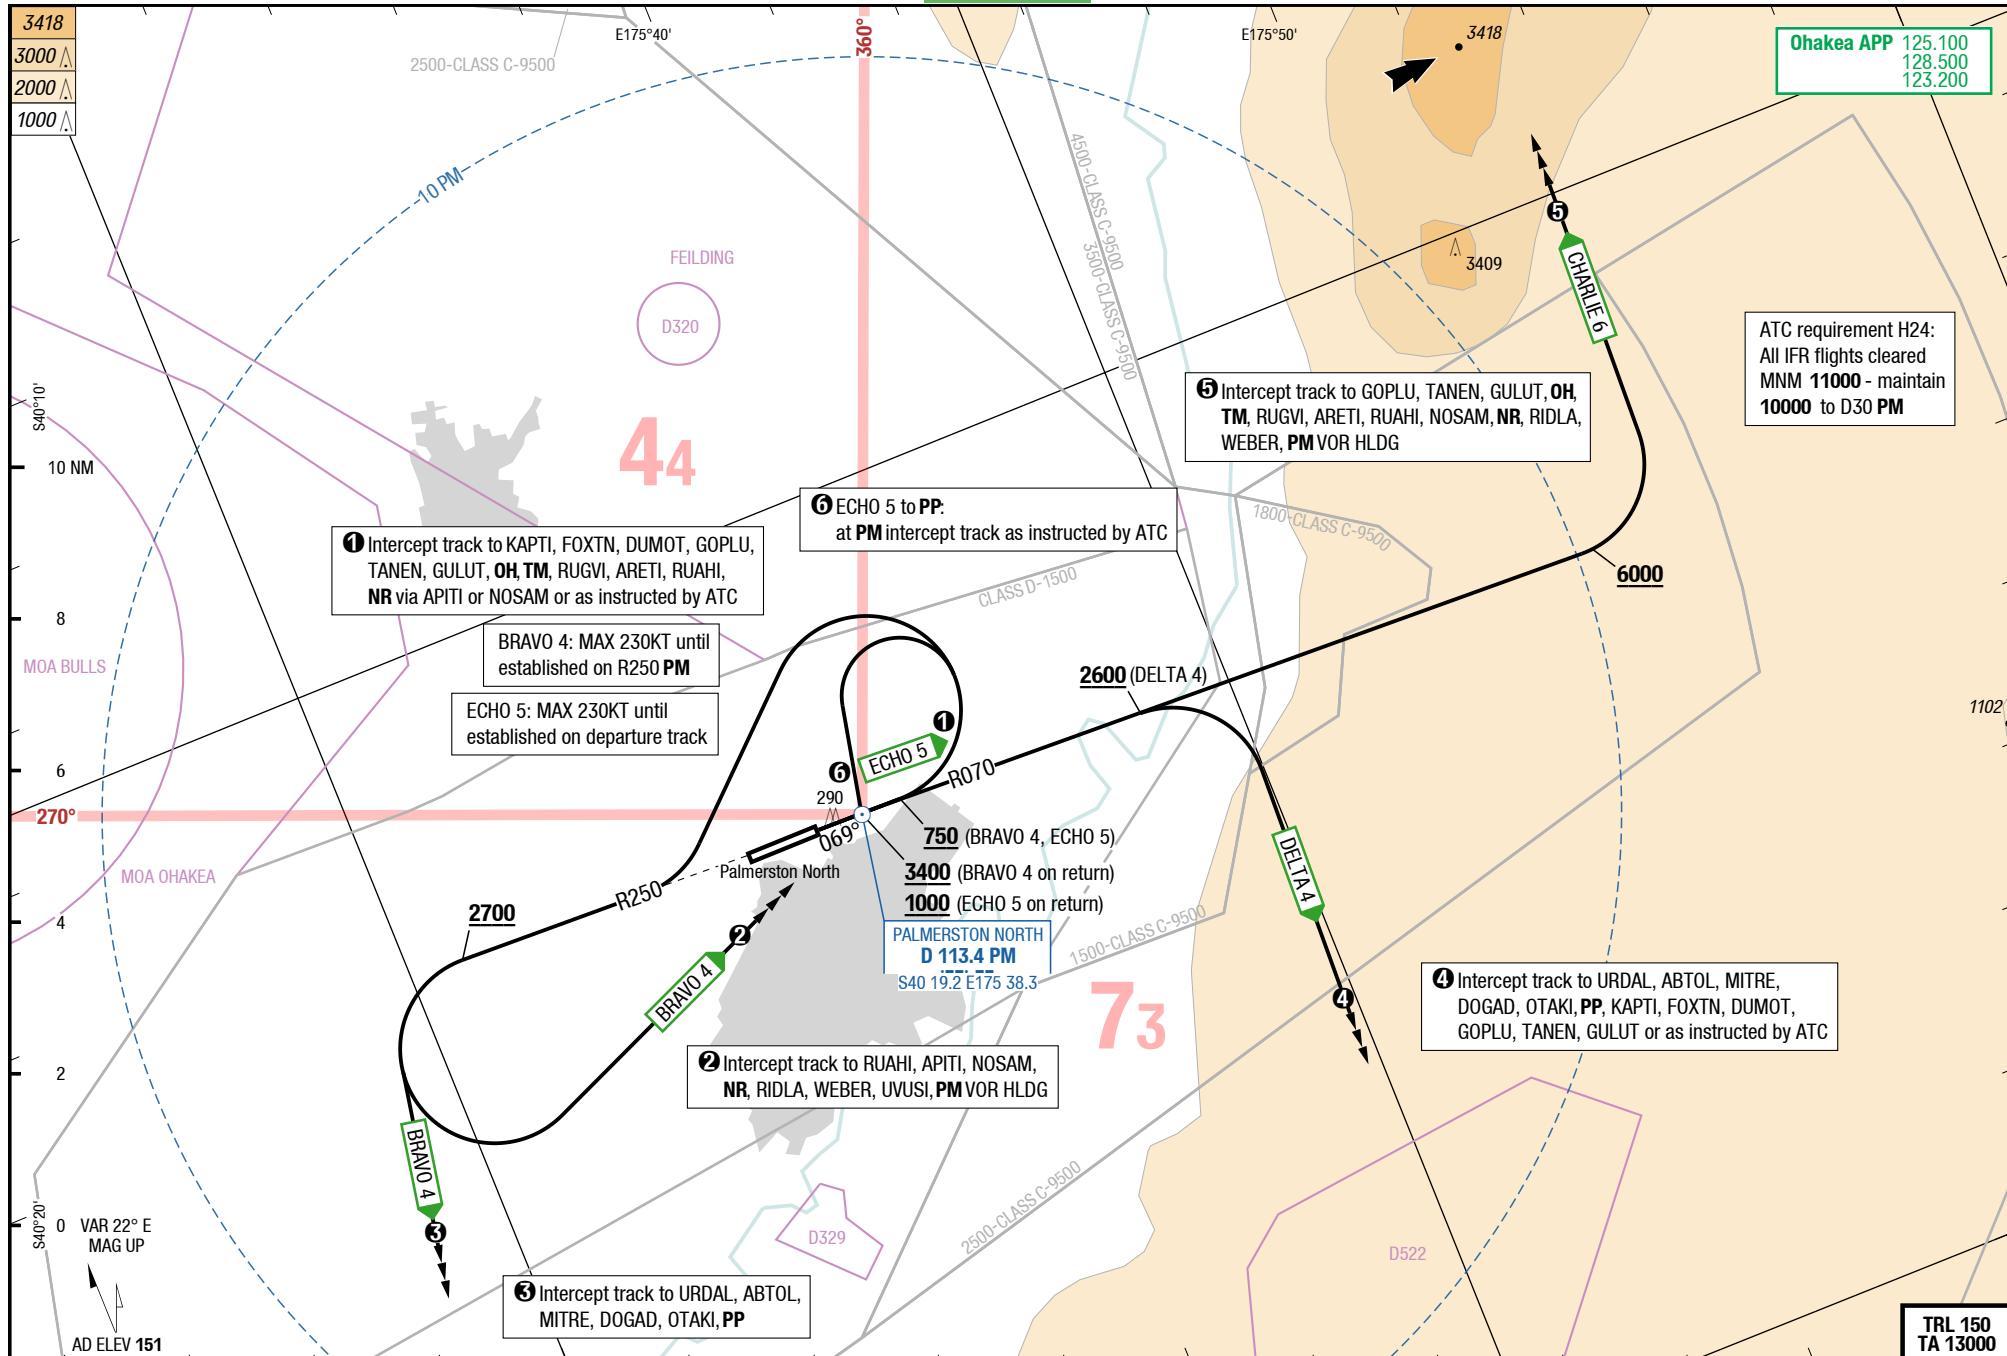 3418
3000
2000
1000
2500-CLASS C-9500
E175°40'
360°
E175°50'
3418
Ohakea APP 125.100
128.500
123.200
10 PM
4500-CLASS C-9500
3500-CLASS C-9500
FEILDING
D320
3409
CHARLIE 6
5
ATC requirement H24:
All IFR flights cleared
MNM 11000 - maintain
10000 to D30 PM
S40°10'
10 NM
44
❺ Intercept track to GOPLU, TANEN, GULUT, OH,
TM, RUGVI, ARETI, RUAHI, NOSAM, NR, RIDLA,
WEBER, PM VOR HLDG
❻ ECHO 5 to PP:
at PM intercept track as instructed by ATC
1800-CLASS C-9500
❶ Intercept track to KAPTI, FOXTN, DUMOT, GOPLU,
TANEN, GULUT, OH, TM, RUGVI, ARETI, RUAHI,
NR via APITI or NOSAM or as instructed by ATC
CLASS D-1500
6000
8
BRAVO 4: MAX 230KT until
established on R250 PM
MOA BULLS
2600 (DELTA 4)
ECHO 5: MAX 230KT until
established on departure track
1102
1
ECHO 5
6
R070
6
290
270°
069°
750 (BRAVO 4, ECHO 5)
Palmerston North
3400 (BRAVO 4 on return)
1000 (ECHO 5 on return)
MOA OHAKEA
R250
DELTA 4
4
2700
2
BRAVO 4
PALMERSTON NORTH
D 113.4 PM
S40 19.2 E175 38.3
1500-CLASS C-9500
73
4
❹ Intercept track to URDAL, ABTOL, MITRE,
DOGAD, OTAKI, PP, KAPTI, FOXTN, DUMOT,
GOPLU, TANEN, GULUT or as instructed by ATC
2
❷ Intercept track to RUAHI, APITI, NOSAM,
NR, RIDLA, WEBER, UVUSI, PM VOR HLDG
BRAVO 4
3
2500-CLASS C-9500
D329
D522
S40°20'
0
VAR 22° E
MAG UP
AD ELEV 151
❸ Intercept track to URDAL, ABTOL,
MITRE, DOGAD, OTAKI, PP
TRL 150
TA 13000